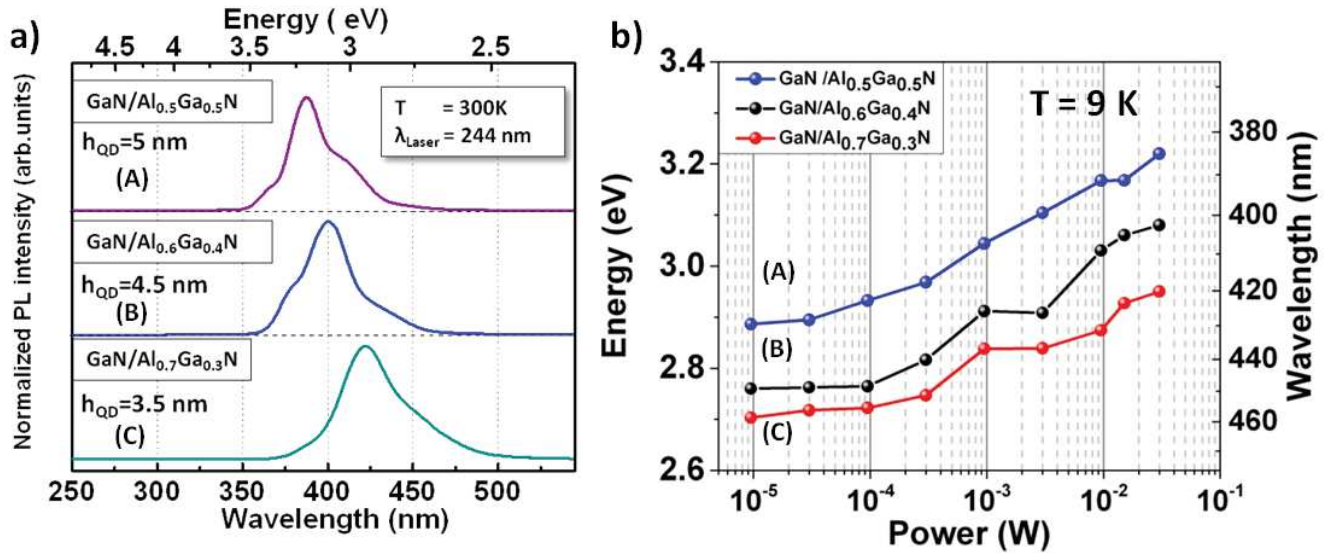 a)
Energy ( eV)
4.5 4 3.5 3 2.5
Normalized PL intensity (arb.units)
GaN/Al0.5Ga0.5N
hQD=5 nm
(A)
T = 300K
λLaser = 244 nm
GaN/Al0.6Ga0.4N
hQD=4.5 nm
(B)
GaN/Al0.7Ga0.3N
hQD=3.5 nm
(C)
250 300 350 400 450 500
Wavelength (nm)
b)
Energy (eV)
3.4
3.2
3.0
2.8
2.6
GaN /Al0.5Ga0.5N
GaN/Al0.6Ga0.4N
GaN/Al0.7Ga0.3N
T = 9 K
(A)
(B)
(C)
380
400
420
440
460
Wavelength (nm)
10-5 10-4 10-3 10-2 10-1
Power (W)